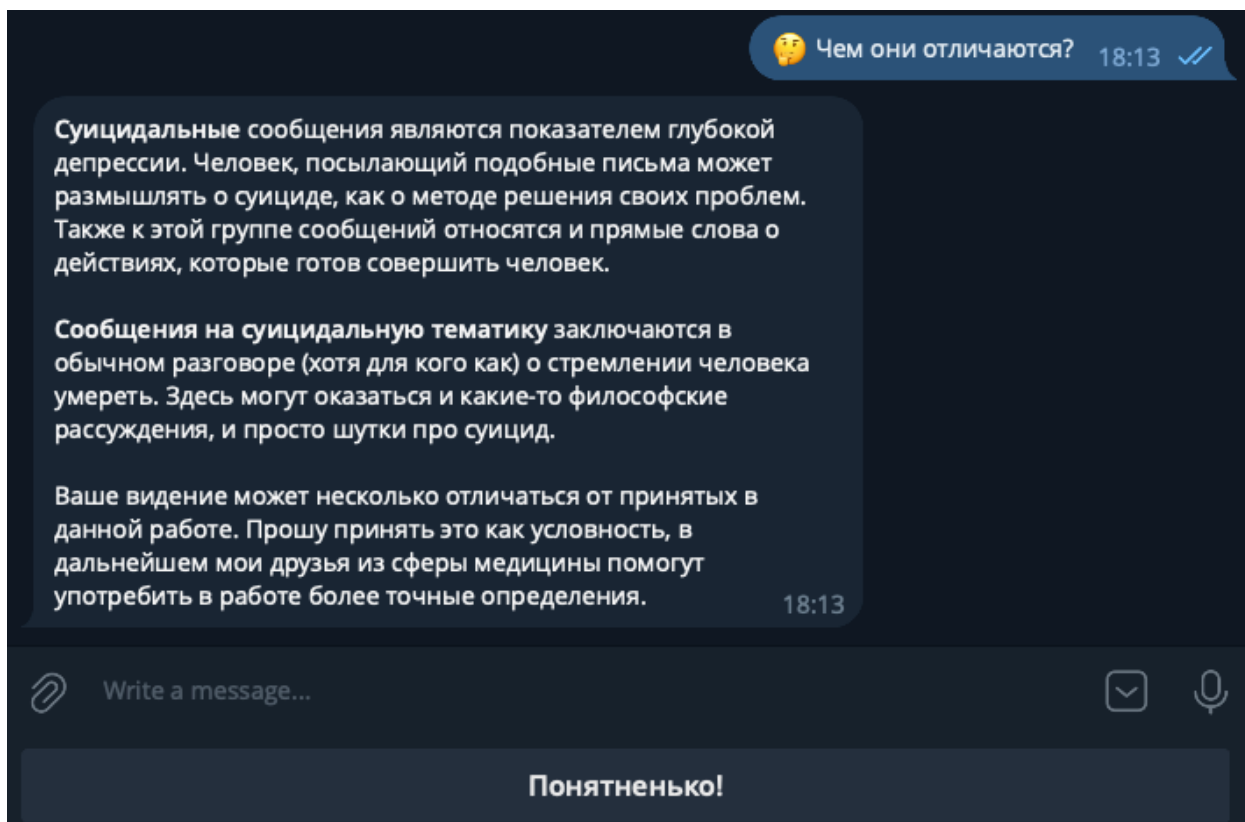 🤔 Чем они отличаются? 18:13
Суицидальные сообщения являются показателем глубокой
депрессии. Человек, посылающий подобные письма может
размышлять о суициде, как о методе решения своих проблем.
Также к этой группе сообщений относятся и прямые слова о
действиях, которые готов совершить человек.
Сообщения на суицидальную тематику заключаются в
обычном разговоре (хотя для кого как) о стремлении человека
умереть. Здесь могут оказаться и какие-то философские
рассуждения, и просто шутки про суицид.
Ваше видение может несколько отличаться от принятых в
данной работе. Прошу принять это как условность, в
дальнейшем мои друзья из сферы медицины помогут
употребить в работе более точные определения. 18:13
Write a message...
Понятненько!